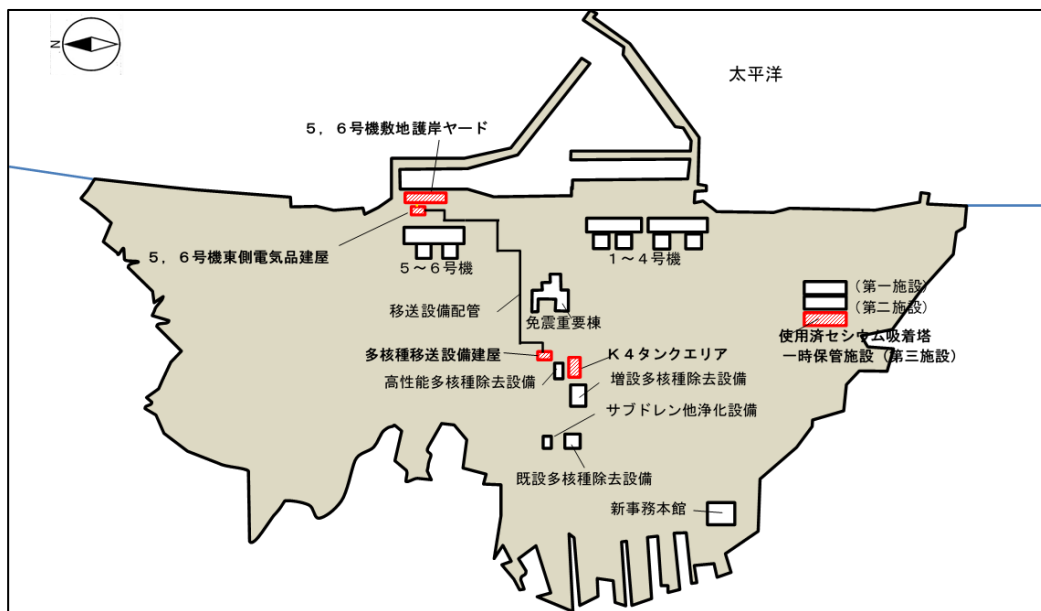 N
太平洋
５，６号機敷地護岸ヤード
５，６号機東側電気品建屋
５～６号機
１～４号機
移送設備配管
免震重要棟
(第一施設)
(第二施設)
使用済セシウム吸着塔
一時保管施設（第三施設）
多核種移送設備建屋
Ｋ４タンクエリア
高性能多核種除去設備
増設多核種除去設備
サブドレン他浄化設備
既設多核種除去設備
新事務本館